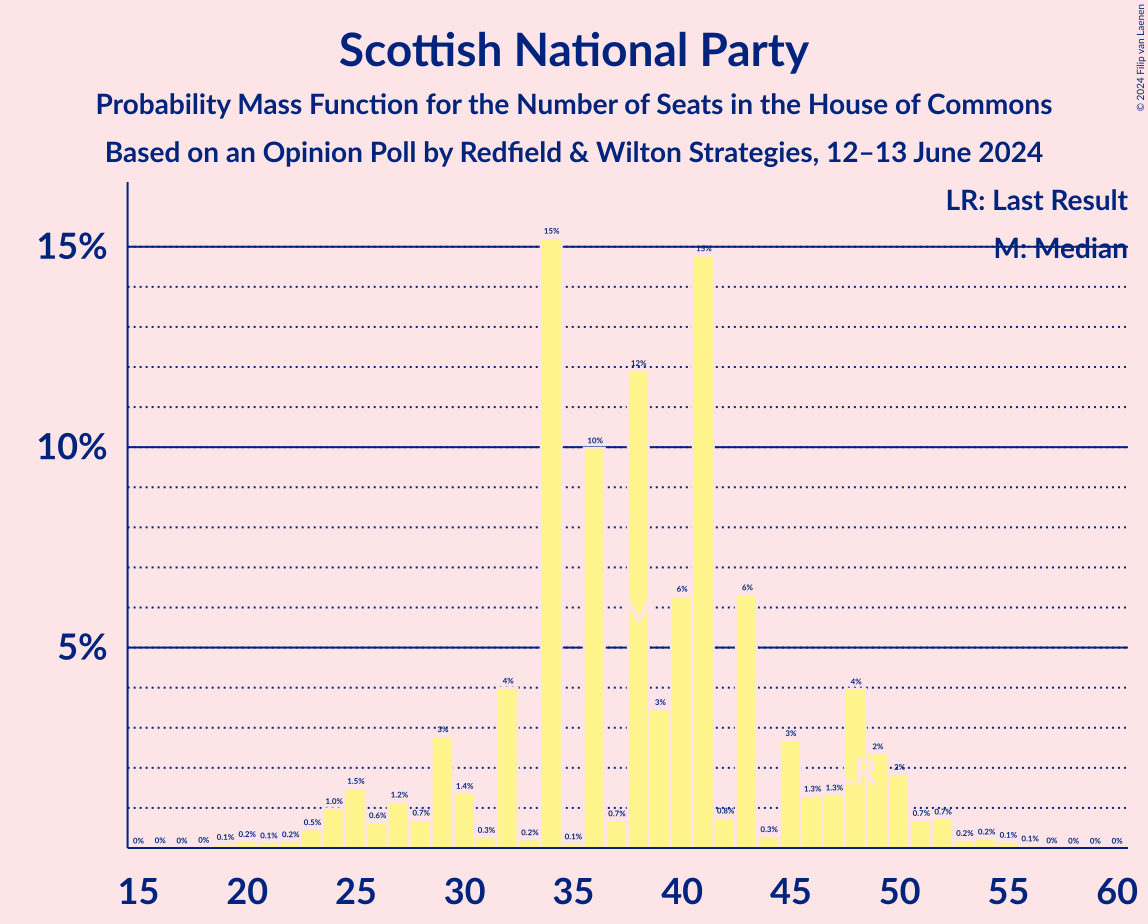 Scottish National Party
Probability Mass Function for the Number of Seats in the House of Commons
Based on an Opinion Poll by Redfield & Wilton Strategies, 12–13 June 2024
© 2024 Filip van Laenen
LR: Last Result
M: Median
15%
10%
5%
0% 0% 0% 0% 0.1% 0.2% 0.1% 0.2% 0.5% 1.0% 1.5% 0.6% 1.2% 0.7% 3% 1.4% 0.3% 4% 0.2% 15% 0.1% 10% 0.7% 12% 3% 6% 15% 0.8% 6% 0.3% 3% 1.3% 1.3% 4% 2% 2% 0.7% 0.7% 0.2% 0.2% 0.1% 0.1% 0% 0% 0% 0%
M
LR
15 20 25 30 35 40 45 50 55 60